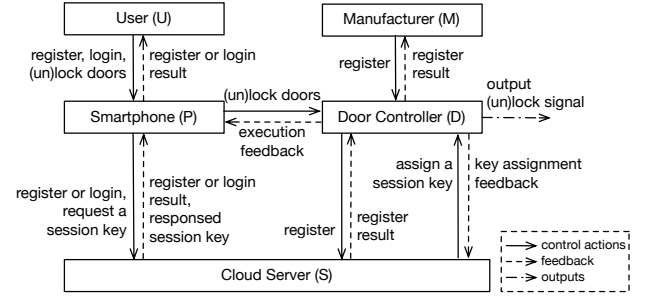 User (U)
Manufacturer (M)
register, login,
(un)lock doors
register or login
result
register
register
result
(un)lock doors
output
(un)lock signal
Smartphone (P)
Door Controller (D)
execution
feedback
register or login,
request a
session key
register or login
result,
responsed
session key
register
register
result
assign a
session key
key assignment
feedback
Cloud Server (S)
control actions
feedback
outputs